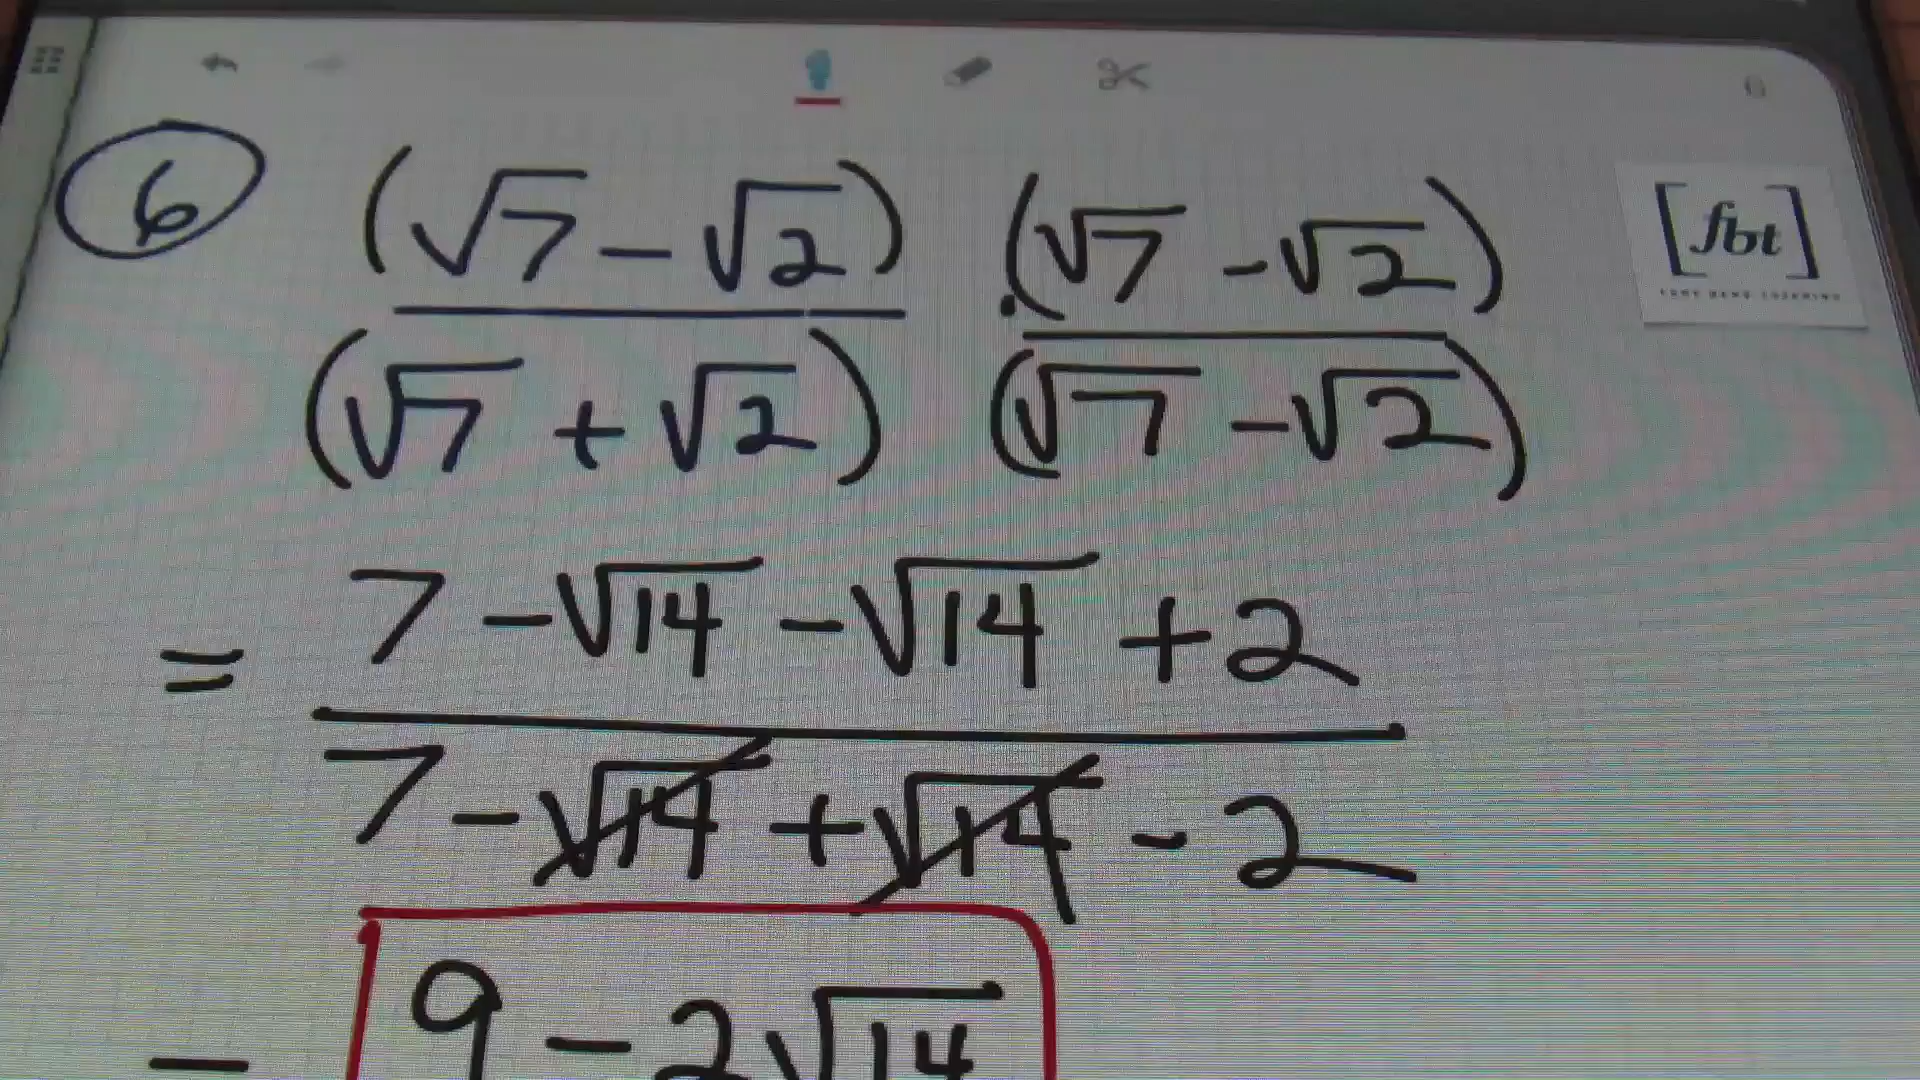 6
(√7 - √2) · (√7 - √2)
(√7 + √2) (√7 - √2)
[fbt]
= 7 - √14 - √14 + 2
7 - √14 + √14 - 2
9 - 2√14